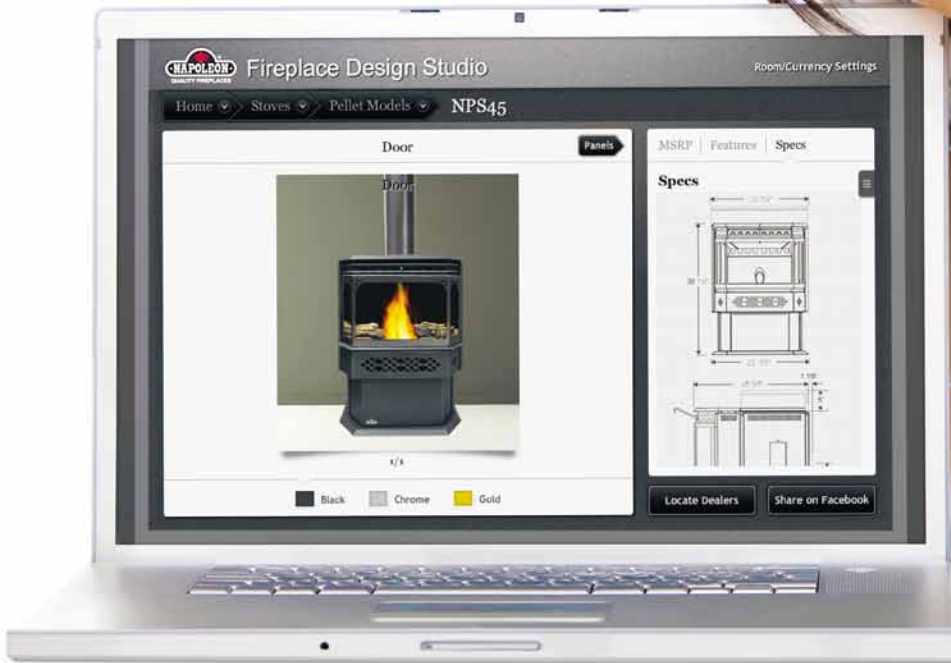 NAPOLEON
QUALITY FIREPLACES
Fireplace Design Studio
Room/Currency Settings
Home
Stoves
Pellet Models
NPS45
Door
Panels
Door
1/1
Black
Chrome
Gold
MSRP
Features
Specs
Specs
5"
Locate Dealers
Share on Facebook